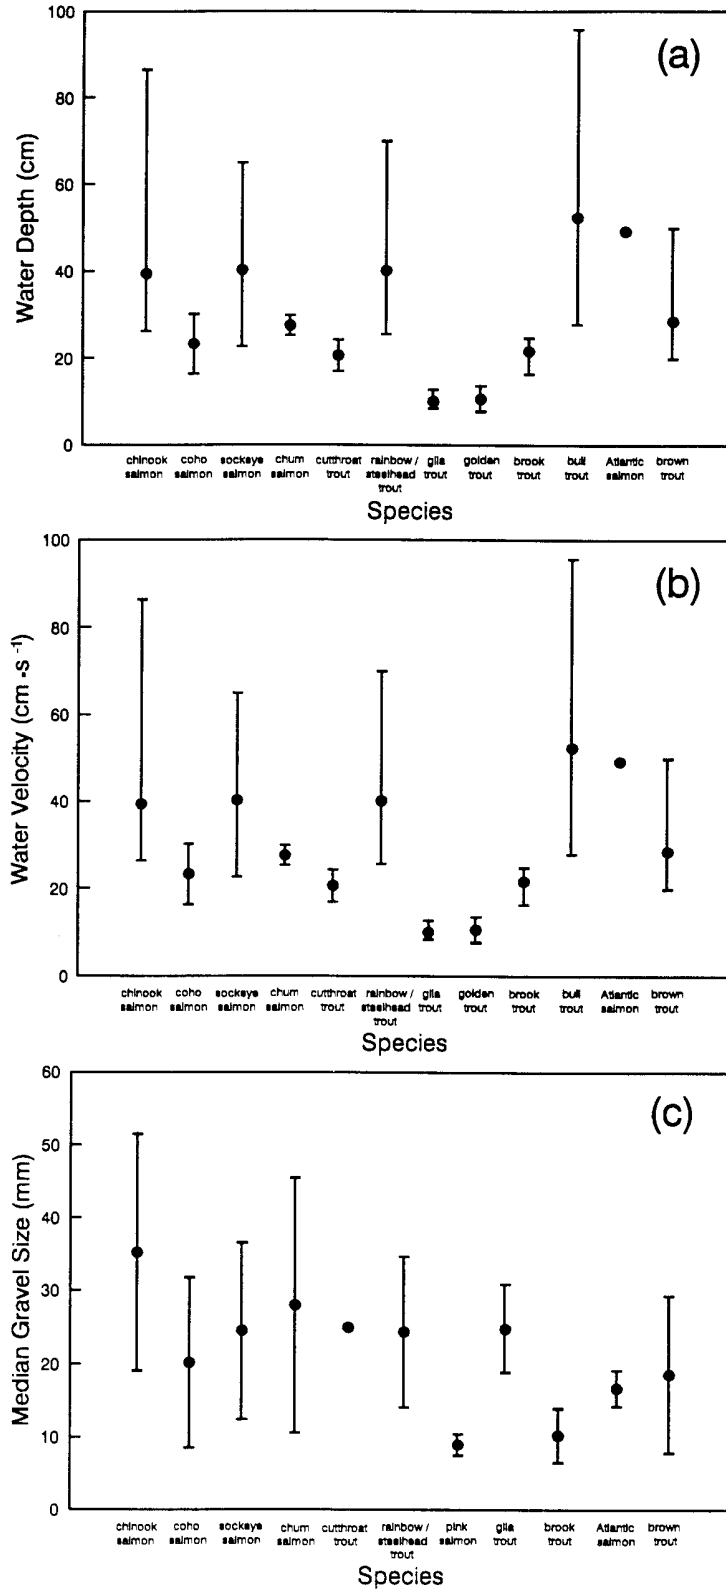 100
(a)
80
60
40
20
0
Water Depth (cm)
chinook salmon
coho salmon
sockeye salmon
chum salmon
cutthroat trout
rainbow / steelhead trout
gila trout
golden trout
brook trout
bull trout
Atlantic salmon
brown trout
Species
100
(b)
80
60
40
20
0
Water Velocity (cm •s ⁻¹)
chinook salmon
coho salmon
sockeye salmon
chum salmon
cutthroat trout
rainbow / steelhead trout
gila trout
golden trout
brook trout
bull trout
Atlantic salmon
brown trout
Species
60
(c)
50
40
30
20
10
0
Median Gravel Size (mm)
chinook salmon
coho salmon
sockeye salmon
chum salmon
cutthroat trout
rainbow / steelhead trout
pink salmon
gila trout
brook trout
Atlantic salmon
brown trout
Species